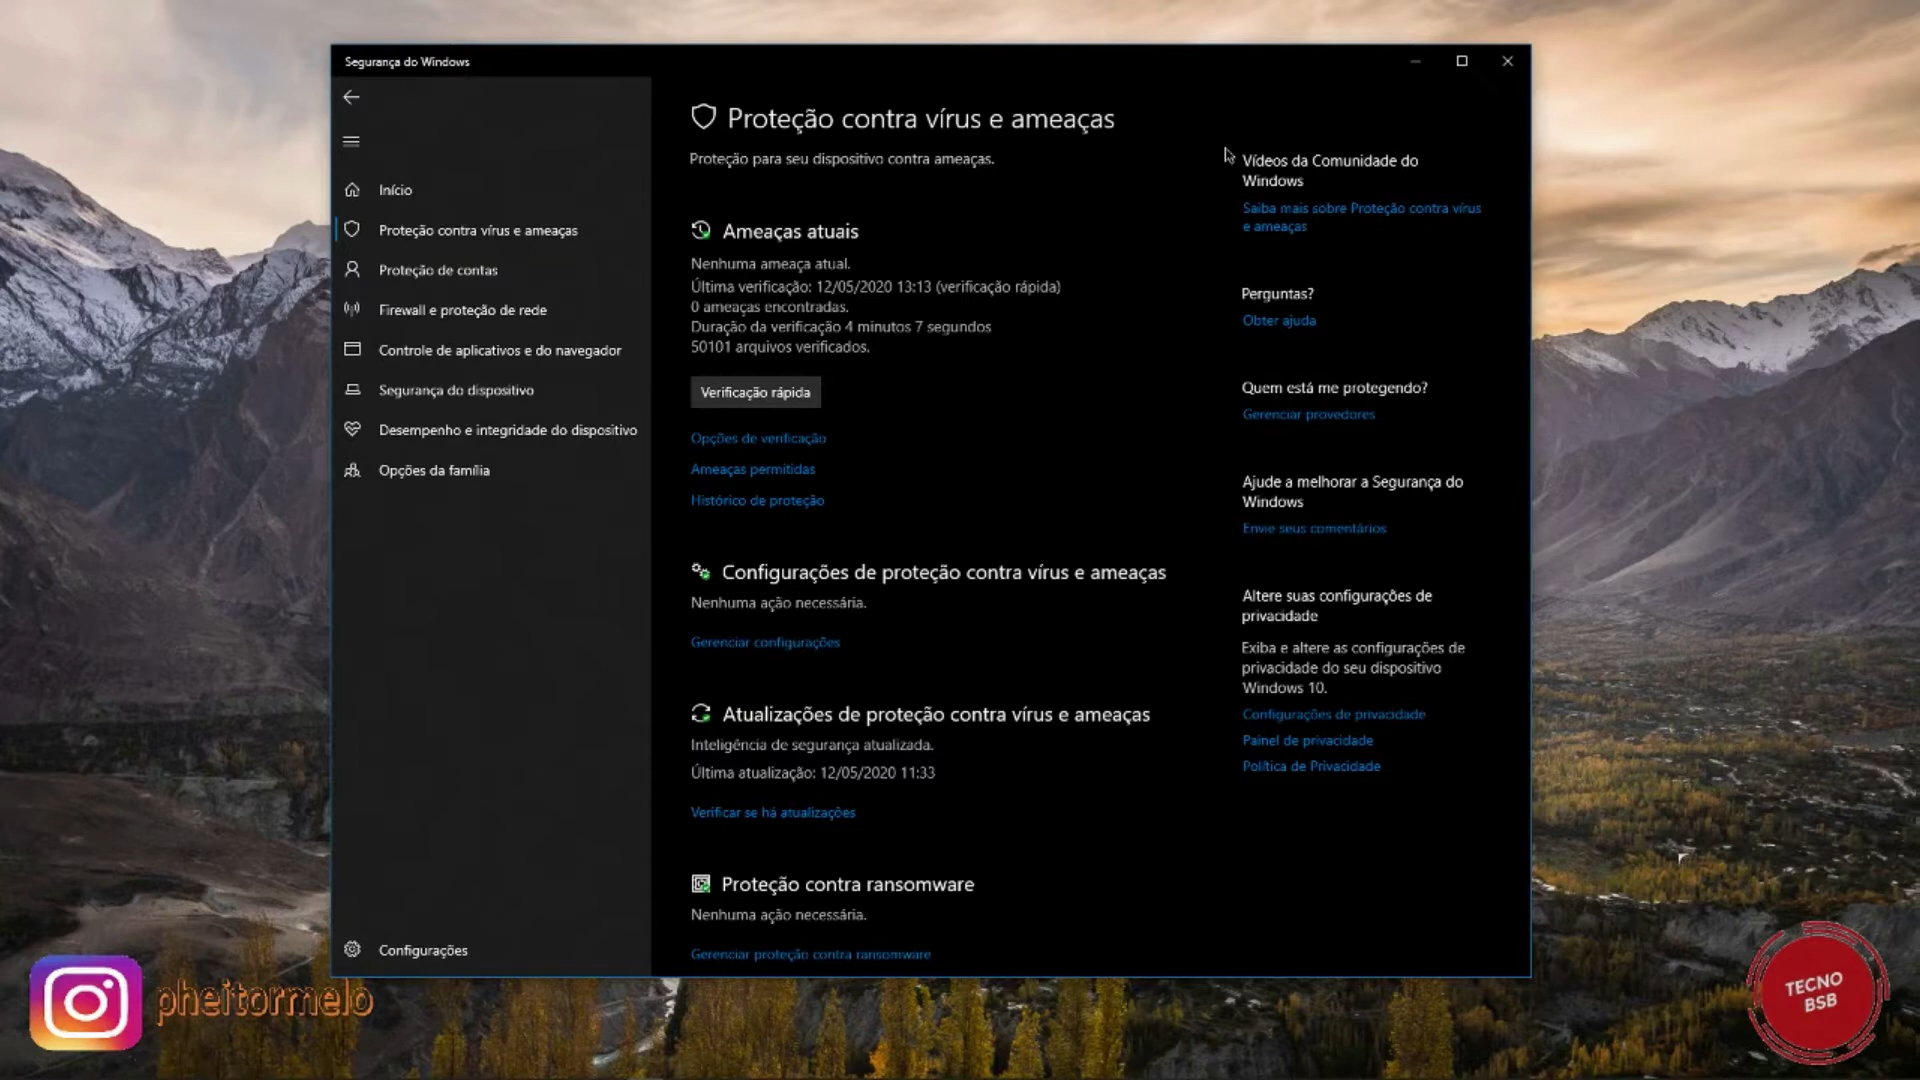 Segurança do Windows
Início
Proteção contra vírus e ameaças
Proteção de contas
Firewall e proteção de rede
Controle de aplicativos e do navegador
Segurança do dispositivo
Desempenho e integridade do dispositivo
Opções da família
Configurações
Proteção contra vírus e ameaças
Proteção para seu dispositivo contra ameaças.
Ameaças atuais
Nenhuma ameaça atual.
Última verificação: 12/05/2020 13:13 (verificação rápida)
0 ameaças encontradas.
Duração da verificação 4 minutos 7 segundos
50101 arquivos verificados.
Verificação rápida
Opções de verificação
Ameaças permitidas
Histórico de proteção
Configurações de proteção contra vírus e ameaças
Nenhuma ação necessária.
Gerenciar configurações
Atualizações de proteção contra vírus e ameaças
Inteligência de segurança atualizada.
Última atualização: 12/05/2020 11:33
Verificar se há atualizações
Proteção contra ransomware
Nenhuma ação necessária.
Gerenciar proteção contra ransomware
Vídeos da Comunidade do
Windows
Saiba mais sobre Proteção contra vírus
e ameaças
Perguntas?
Obter ajuda
Quem está me protegendo?
Gerenciar provedores
Ajude a melhorar a Segurança do
Windows
Envie seus comentários
Altere suas configurações de
privacidade
Exiba e altere as configurações de
privacidade do seu dispositivo
Windows 10.
Configurações de privacidade
Painel de privacidade
Política de Privacidade
pheitormelo
TECNO
BSB